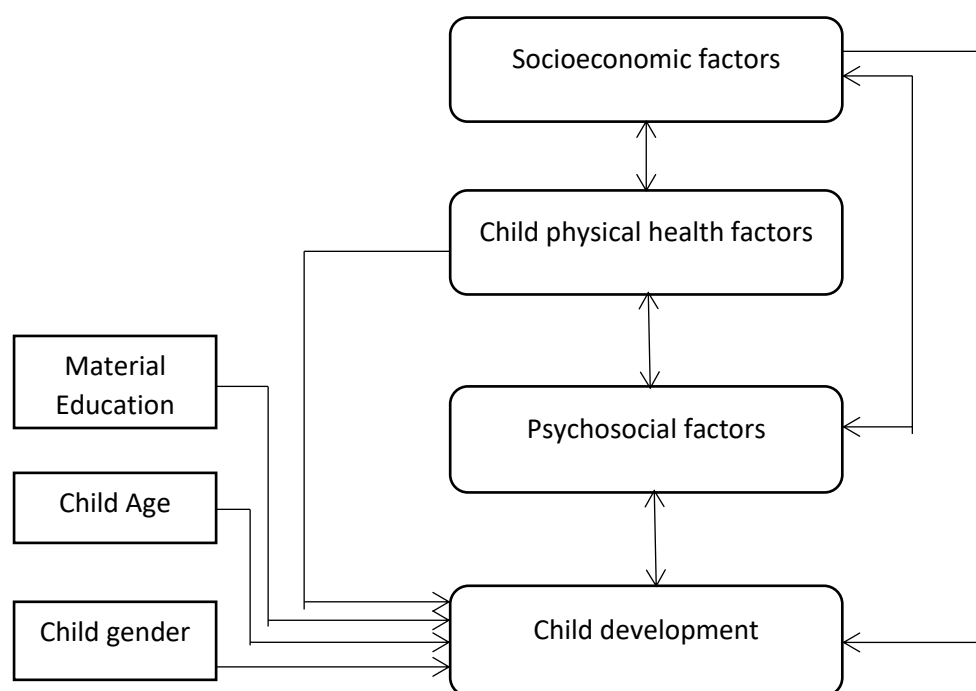 Socioeconomic factors
Child physical health factors
Material
Education
Psychosocial factors
Child Age
Child gender
Child development